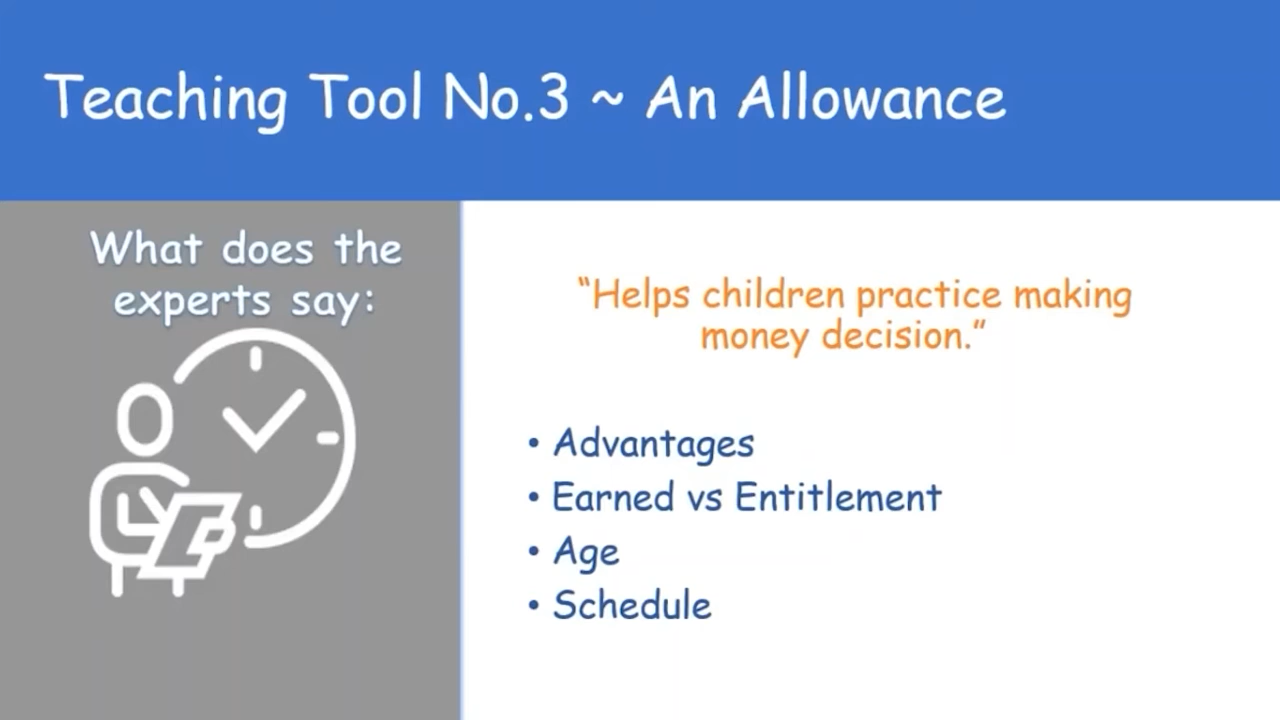 Teaching Tool No.3 ~ An Allowance
What does the
experts say:
“Helps children practice making
money decision.”
• Advantages
• Earned vs Entitlement
• Age
• Schedule